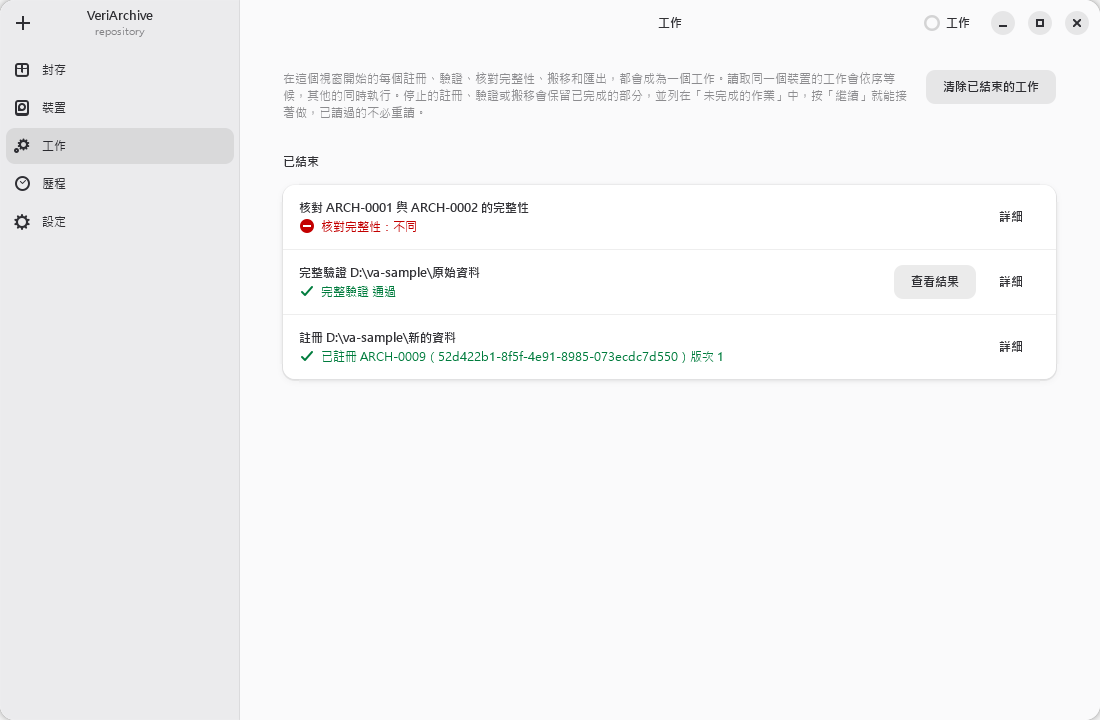 VeriArchive
repository
工作
工作
封存
裝置
工作
歷程
設定
在這個視窗開始的每個註冊、驗證、核對完整性、搬移和匯出，都會成為一個工作。讀取同一個裝置的工作會依序等
候，其他的同時執行。停止的註冊、驗證或搬移會保留已完成的部分，並列在「未完成的作業」中，按「繼續」就能接
著做，已讀過的不必重讀。
清除已結束的工作
已結束
核對 ARCH-0001 與 ARCH-0002 的完整性
核對完整性：不同
詳細
完整驗證 D:\va-sample\原始資料
完整驗證 通過
查看結果
詳細
註冊 D:\va-sample\新的資料
已註冊 ARCH-0009（52d422b1-8f5f-4e91-8985-073ecdc7d550）版次 1
詳細